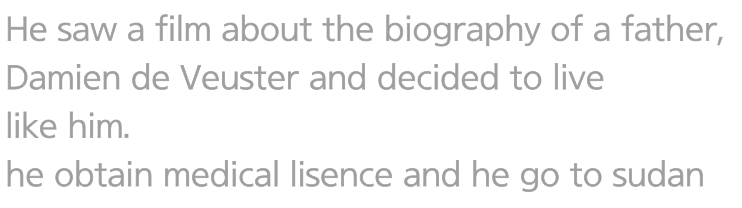 He saw a film about the biography of a father,
Damien de Veuster and decided to live
like him.
he obtain medical lisence and he go to sudan